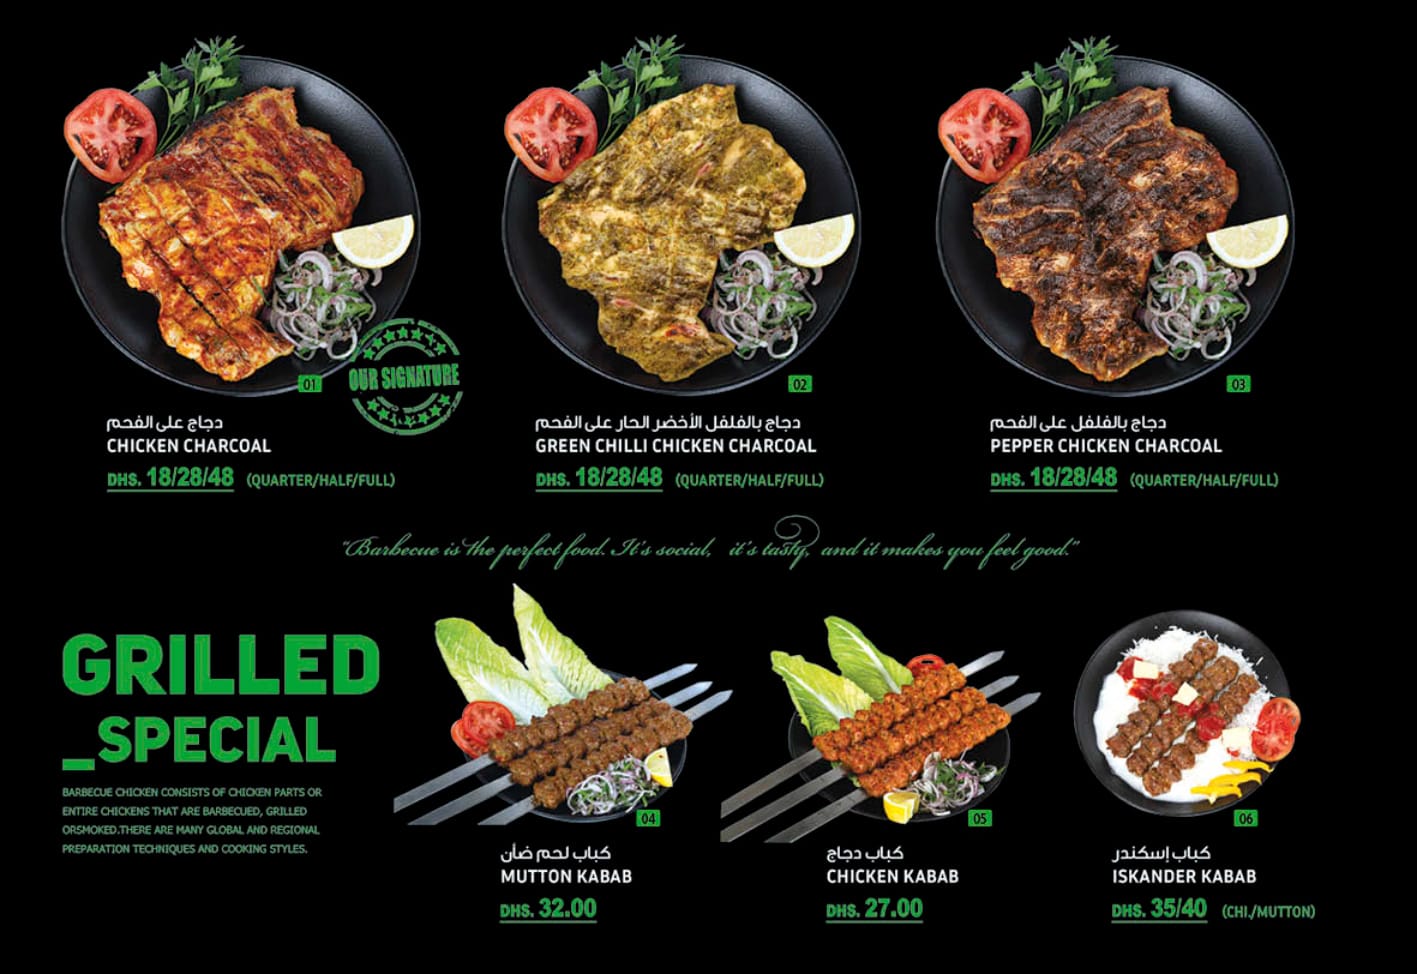 01
OUR SIGNATURE
دجاج على الفحم
CHICKEN CHARCOAL
DHS. 18/28/48 (QUARTER/HALF/FULL)
02
دجاج بالفلفل الأخضر الحار على الفحم
GREEN CHILLI CHICKEN CHARCOAL
DHS. 18/28/48 (QUARTER/HALF/FULL)
03
دجاج بالفلفل على الفحم
PEPPER CHICKEN CHARCOAL
DHS. 18/28/48 (QUARTER/HALF/FULL)
"Barbecue is the perfect food. It's social, it's tasty, and it makes you feel good."
GRILLED
_SPECIAL
BARBECUE CHICKEN CONSISTS OF CHICKEN PARTS OR
ENTIRE CHICKENS THAT ARE BARBECUED, GRILLED
ORSMOKED.THERE ARE MANY GLOBAL AND REGIONAL
PREPARATION TECHNIQUES AND COOKING STYLES.
04
كباب لحم ضأن
MUTTON KABAB
DHS. 32.00
05
كباب دجاج
CHICKEN KABAB
DHS. 27.00
06
كباب إسكندر
ISKANDER KABAB
DHS. 35/40 (CHI./MUTTON)